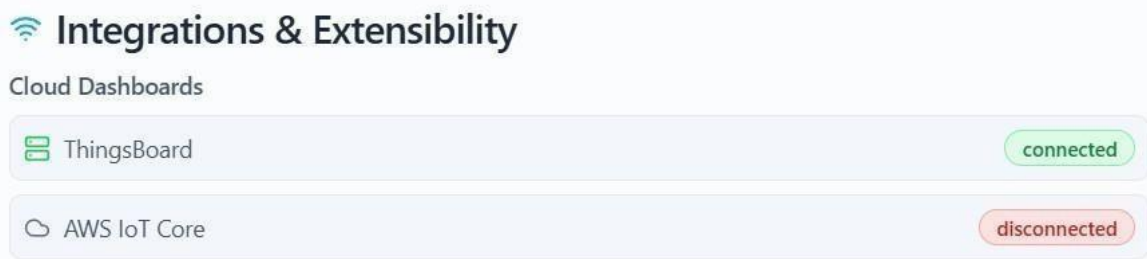 Integrations & Extensibility
Cloud Dashboards
ThingsBoard connected
AWS IoT Core disconnected